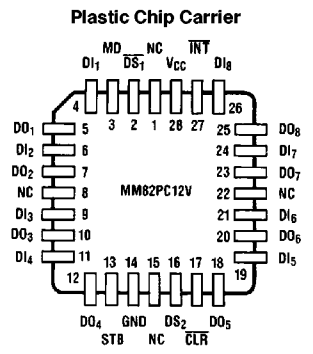 Plastic Chip Carrier
MD DS₁ NC INT
DI₁ V_CC DI₈
4 3 2 1 28 27 26
DO₁ 5 25 DO₈
DI₂ 6 24 DI₇
DO₂ 7 23 DO₇
NC 8 MM82PC12V 22 NC
DI₃ 9 21 DI₆
DO₃ 10 20 DO₆
DI₄ 11 19 DI₅
12 13 14 15 16 17 18
DO₄ GND DS₂ DO₅
STB NC CLR